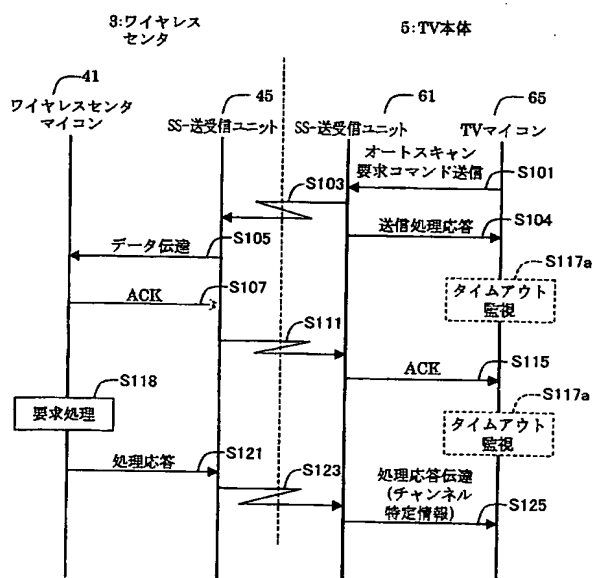 3:ワイヤレス
センタ
5:TV本体
41
ワイヤレスセンタ
マイコン
45
SS-送受信ユニット
61
SS-送受信ユニット
65
TVマイコン
オートスキャン
要求コマンド送信
S101
S103
送信処理応答
S104
データ伝達
S105
ACK
S107
S117a
タイムアウト
監視
S111
ACK
S115
S118
要求処理
S117a
タイムアウト
監視
処理応答
S121
S123
処理応答伝達
(チャンネル
特定情報)
S125